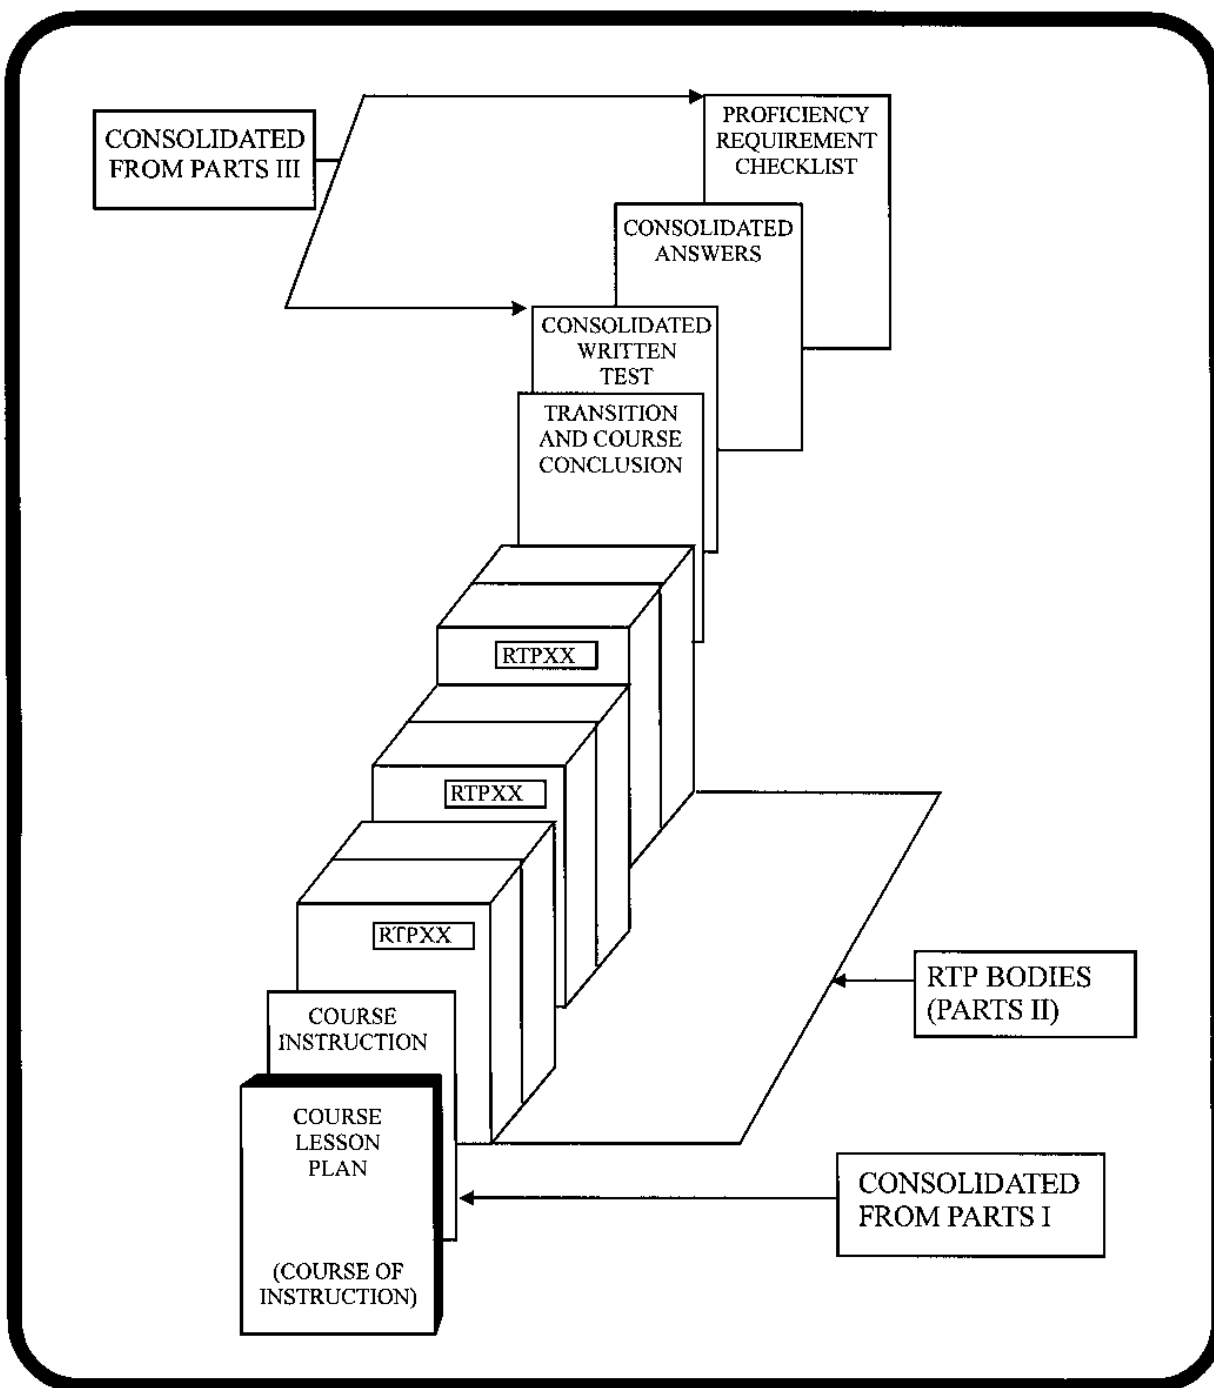 CONSOLIDATED
FROM PARTS III
PROFICIENCY
REQUIREMENT
CHECKLIST
CONSOLIDATED
ANSWERS
CONSOLIDATED
WRITTEN
TEST
TRANSITION
AND COURSE
CONCLUSION
RTPXX
RTPXX
RTPXX
RTP BODIES
(PARTS II)
COURSE
INSTRUCTION
COURSE
LESSON
PLAN
(COURSE OF
INSTRUCTION)
CONSOLIDATED
FROM PARTS I